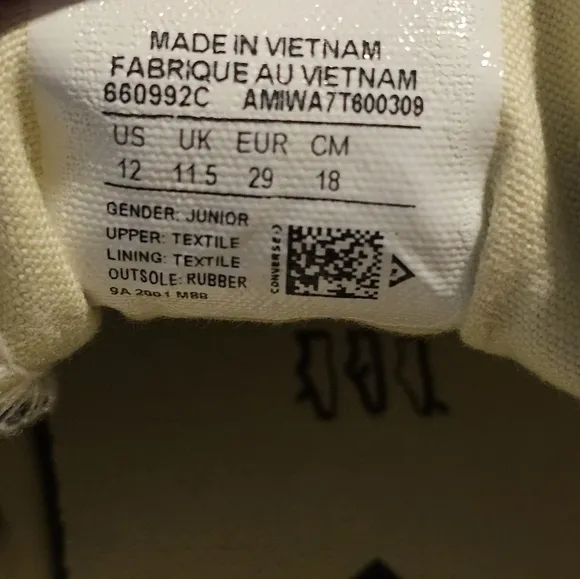 MADE IN VIETNAM
FABRIQUE AU VIETNAM
660992C AMIWA7T600309
US UK EUR CM
12 11.5 29 18
GENDER: JUNIOR
UPPER: TEXTILE
LINING: TEXTILE
OUTSOLE: RUBBER
CONVERSE